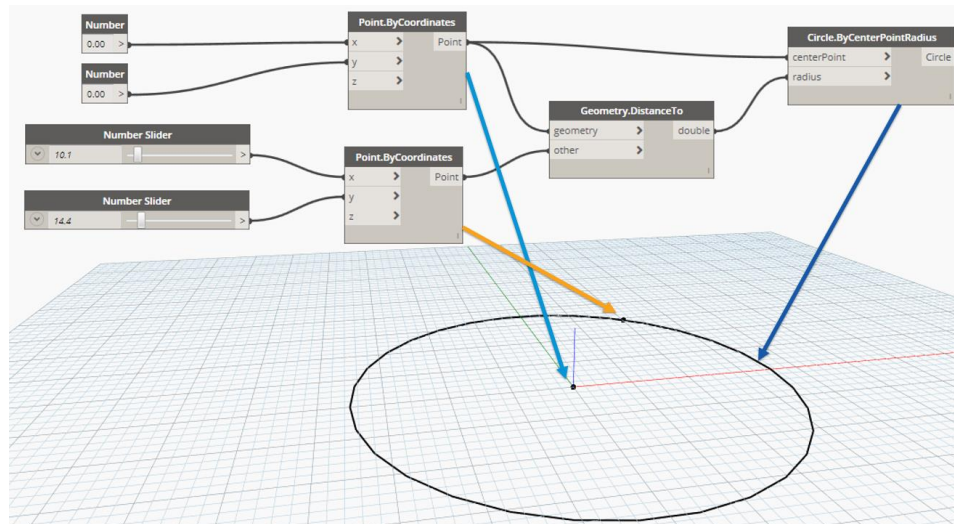 Number
0.00 >
Number
0.00 >
Number Slider
10.1 >
Number Slider
14.4 >
Point.ByCoordinates
x > Point
y >
z >
Point.ByCoordinates
x > Point
y >
z >
Geometry.DistanceTo
geometry > double
other >
Circle.ByCenterPointRadius
centerPoint > Circle
radius >